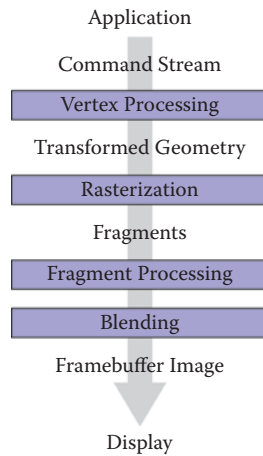 Application
Command Stream
Vertex Processing
Transformed Geometry
Rasterization
Fragments
Fragment Processing
Blending
Framebuffer Image
Display